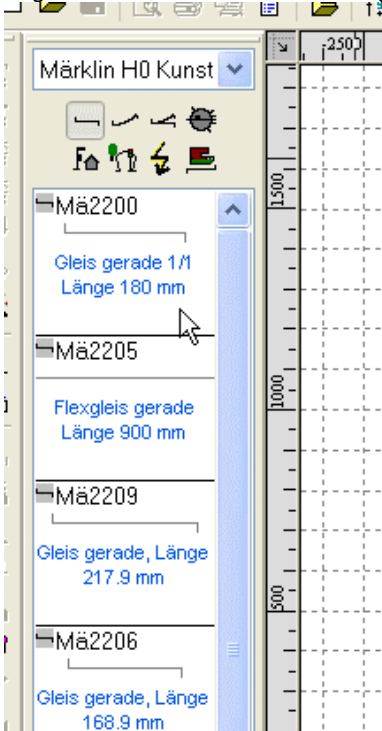 Märklin H0 Kunst
Mä2200
Gleis gerade 1/1
Länge 180 mm
Mä2205
Flexgleis gerade
Länge 900 mm
Mä2209
Gleis gerade, Länge
217.9 mm
Mä2206
Gleis gerade, Länge
168.9 mm
-250
1500
1000
500